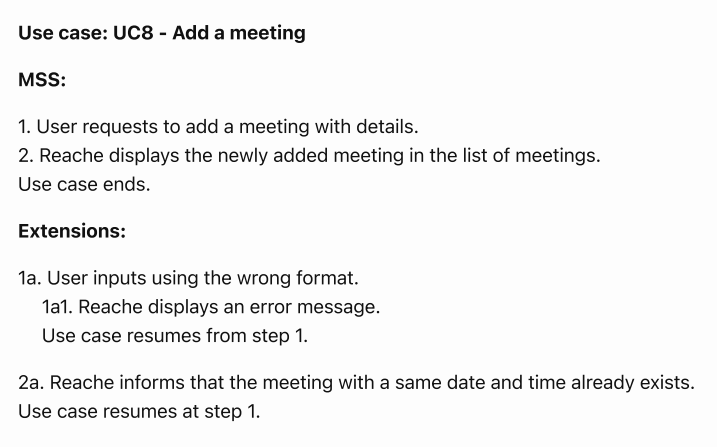 Use case: UC8 - Add a meeting
MSS:
1. User requests to add a meeting with details.
2. Reache displays the newly added meeting in the list of meetings.
Use case ends.
Extensions:
1a. User inputs using the wrong format.
1a1. Reache displays an error message.
Use case resumes from step 1.
2a. Reache informs that the meeting with a same date and time already exists.
Use case resumes at step 1.